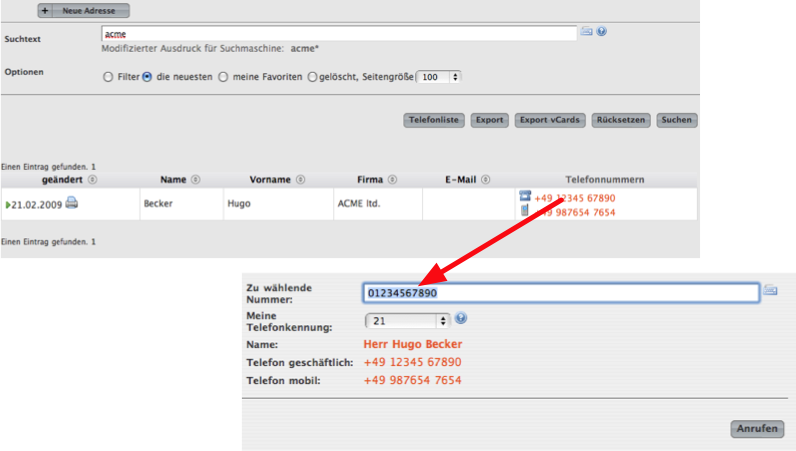 + Neue Adresse
Suchtext acme
Modifizierter Ausdruck für Suchmaschine: acme*
Optionen Filter die neuesten meine Favoriten gelöscht, Seitengröße 100
Telefonliste Export Export vCards Rücksetzen Suchen
Einen Eintrag gefunden. 1
geändert Name Vorname Firma E-Mail Telefonnummern
21.02.2009 Becker Hugo ACME ltd. +49 12345 67890
+49 987654 7654
Einen Eintrag gefunden. 1
Zu wählende
Nummer: 01234567890
Meine
Telefonkennung: 21
Name: Herr Hugo Becker
Telefon geschäftlich: +49 12345 67890
Telefon mobil: +49 987654 7654
Anrufen